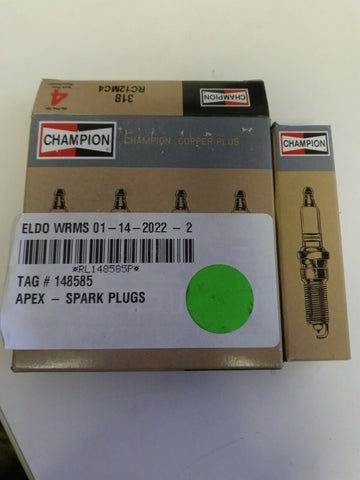 4
318
RC12MC4
CHAMPION
CHAMPION
CHAMPION COPPER PLUS
CHAMPION
ELDO WRMS 01-14-2022 - 2
*RL148585P*
TAG # 148585
APEX - SPARK PLUGS